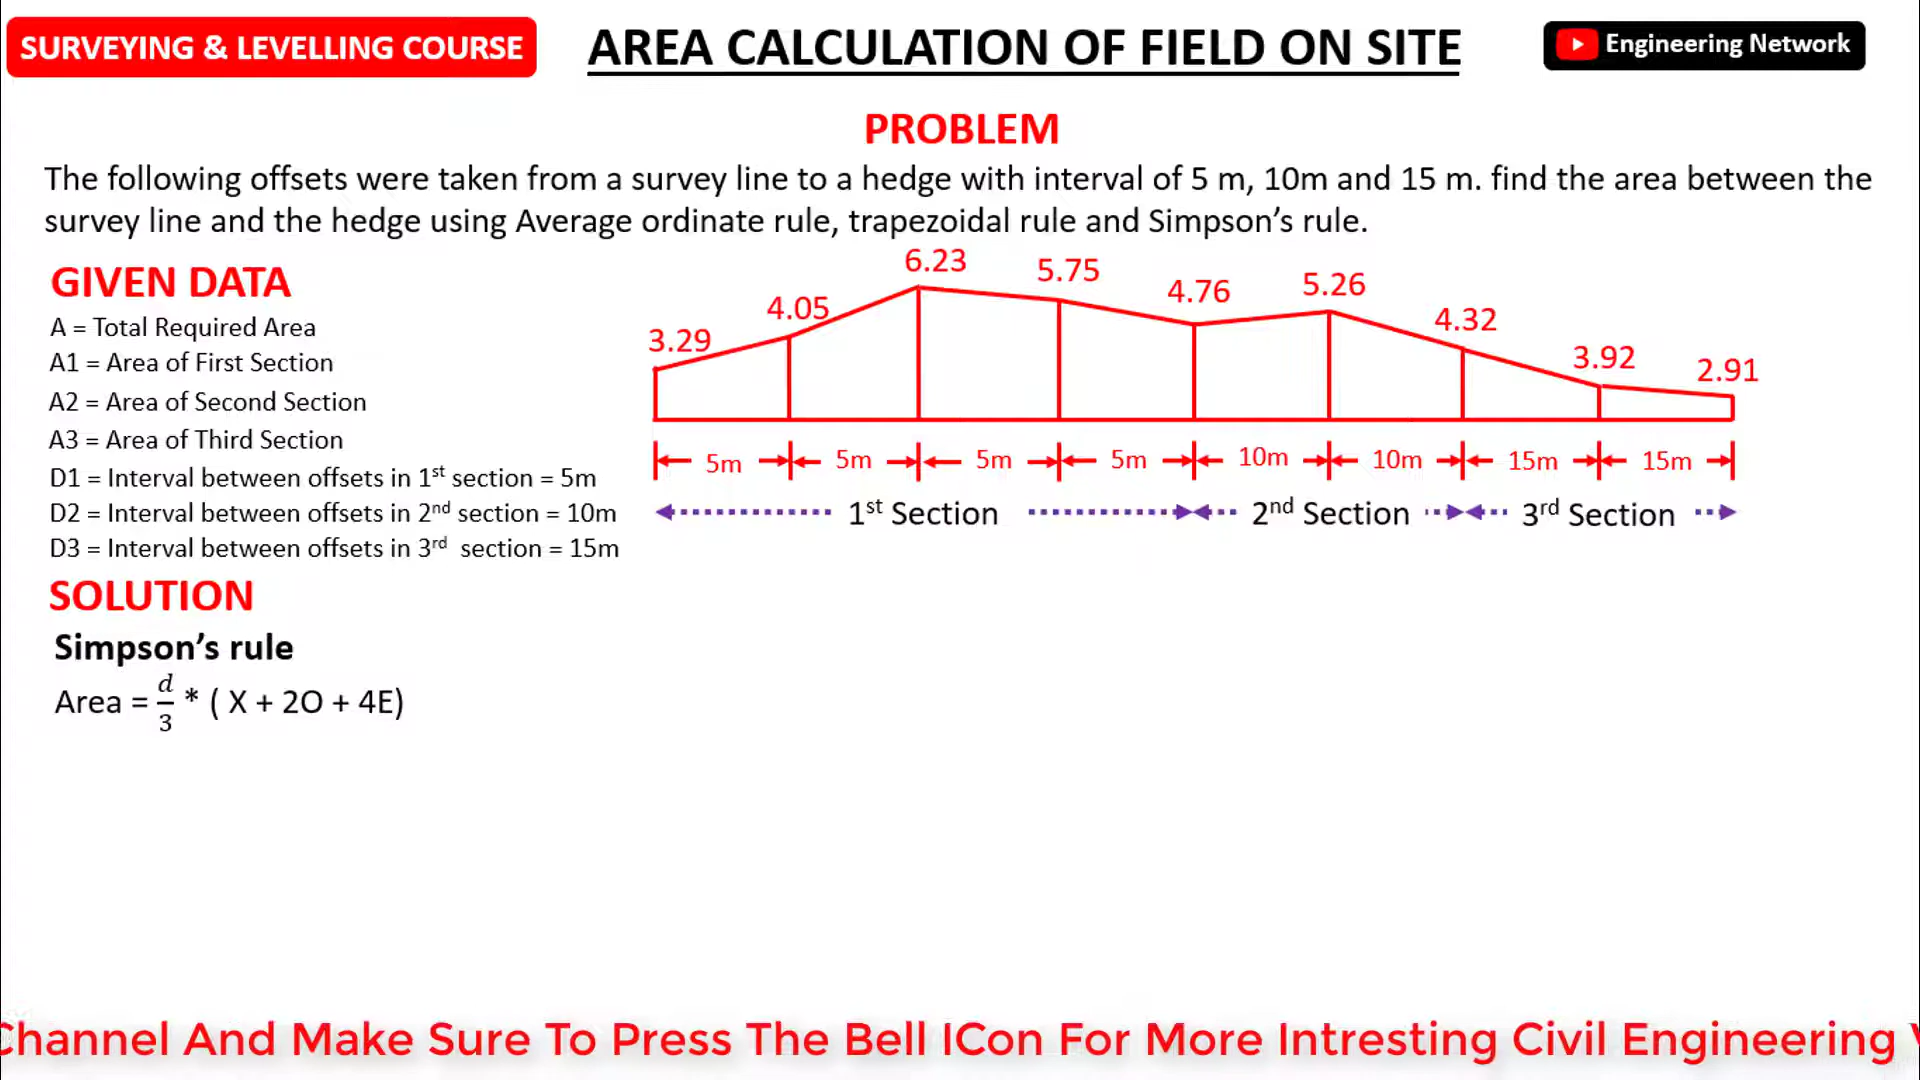 SURVEYING & LEVELLING COURSE
AREA CALCULATION OF FIELD ON SITE
Engineering Network
PROBLEM
The following offsets were taken from a survey line to a hedge with interval of 5 m, 10m and 15 m. find the area between the
survey line and the hedge using Average ordinate rule, trapezoidal rule and Simpson’s rule.
GIVEN DATA
A = Total Required Area
A1 = Area of First Section
A2 = Area of Second Section
A3 = Area of Third Section
D1 = Interval between offsets in 1st section = 5m
D2 = Interval between offsets in 2nd section = 10m
D3 = Interval between offsets in 3rd section = 15m
3.29 4.05 6.23 5.75 4.76 5.26 4.32 3.92 2.91
5m 5m 5m 5m 10m 10m 15m 15m
1st Section 2nd Section 3rd Section
SOLUTION
Simpson’s rule
Area = d/3 * ( X + 2O + 4E)
Channel And Make Sure To Press The Bell ICon For More Intresting Civil Engineering